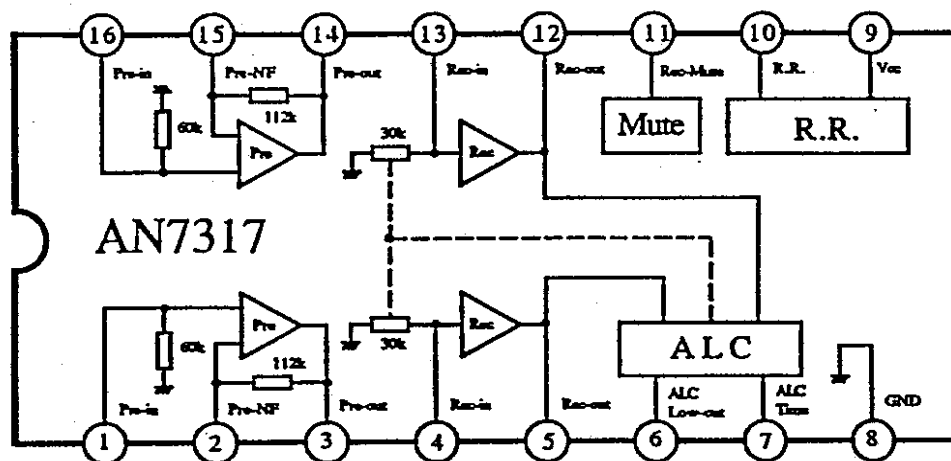 16 15 14 13 12 11 10 9
Pre-in Pre-NF Pre-out Rec-in Rec-out Rec-Mute R.R. Vcc
60k 112k 30k
Pre Rec Mute R.R.
AN7317
Pre Rec
60k 112k 30k
ALC
Pre-in Pre-NF Pre-out Rec-in Rec-out ALC Low-cut ALC Time GND
1 2 3 4 5 6 7 8